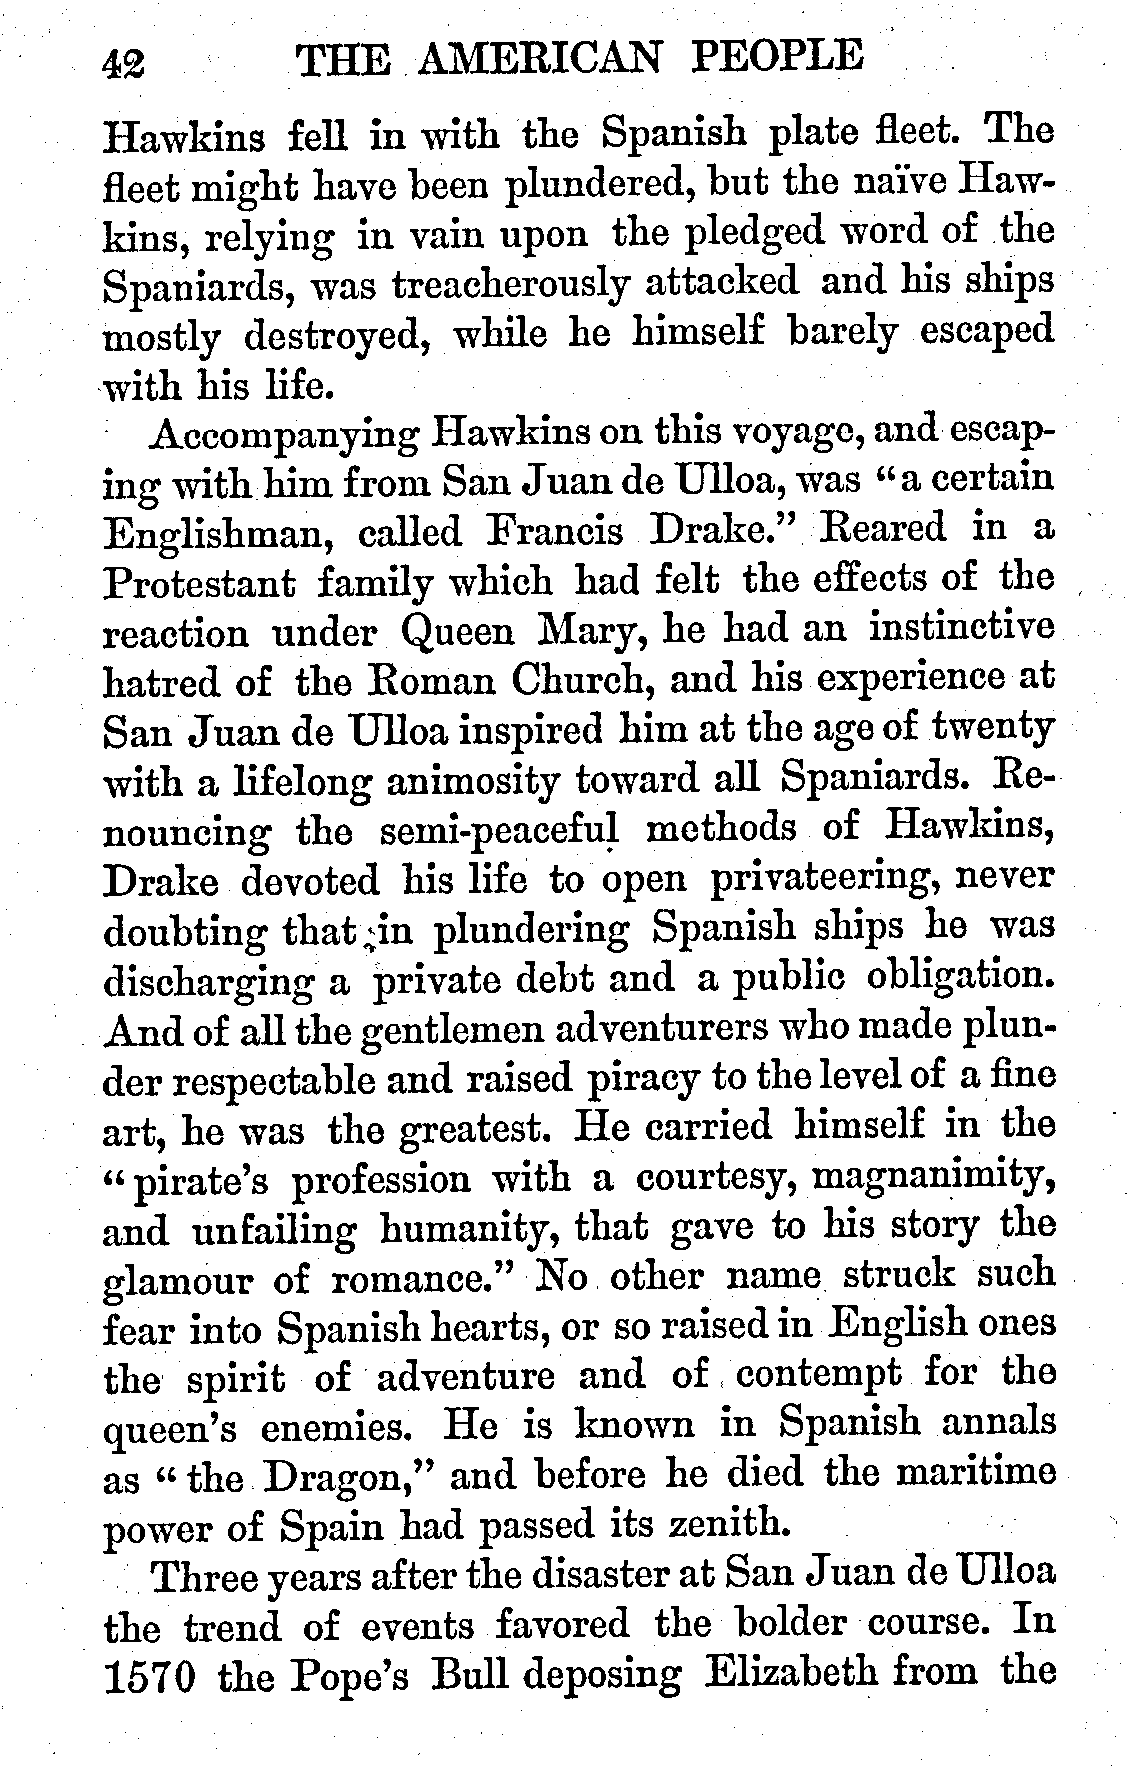 42 THE AMERICAN PEOPLE
Hawkins fell in with the Spanish plate fleet. The
fleet might have been plundered, but the naïve Haw-
kins, relying in vain upon the pledged word of the
Spaniards, was treacherously attacked and his ships
mostly destroyed, while he himself barely escaped
with his life.
Accompanying Hawkins on this voyage, and escap-
ing with him from San Juan de Ulloa, was "a certain
Englishman, called Francis Drake." Reared in a
Protestant family which had felt the effects of the
reaction under Queen Mary, he had an instinctive
hatred of the Roman Church, and his experience at
San Juan de Ulloa inspired him at the age of twenty
with a lifelong animosity toward all Spaniards. Re-
nouncing the semi-peaceful methods of Hawkins,
Drake devoted his life to open privateering, never
doubting that in plundering Spanish ships he was
discharging a private debt and a public obligation.
And of all the gentlemen adventurers who made plun-
der respectable and raised piracy to the level of a fine
art, he was the greatest. He carried himself in the
"pirate's profession with a courtesy, magnanimity,
and unfailing humanity, that gave to his story the
glamour of romance." No other name struck such
fear into Spanish hearts, or so raised in English ones
the spirit of adventure and of contempt for the
queen's enemies. He is known in Spanish annals
as "the Dragon," and before he died the maritime
power of Spain had passed its zenith.
Three years after the disaster at San Juan de Ulloa
the trend of events favored the bolder course. In
1570 the Pope's Bull deposing Elizabeth from the